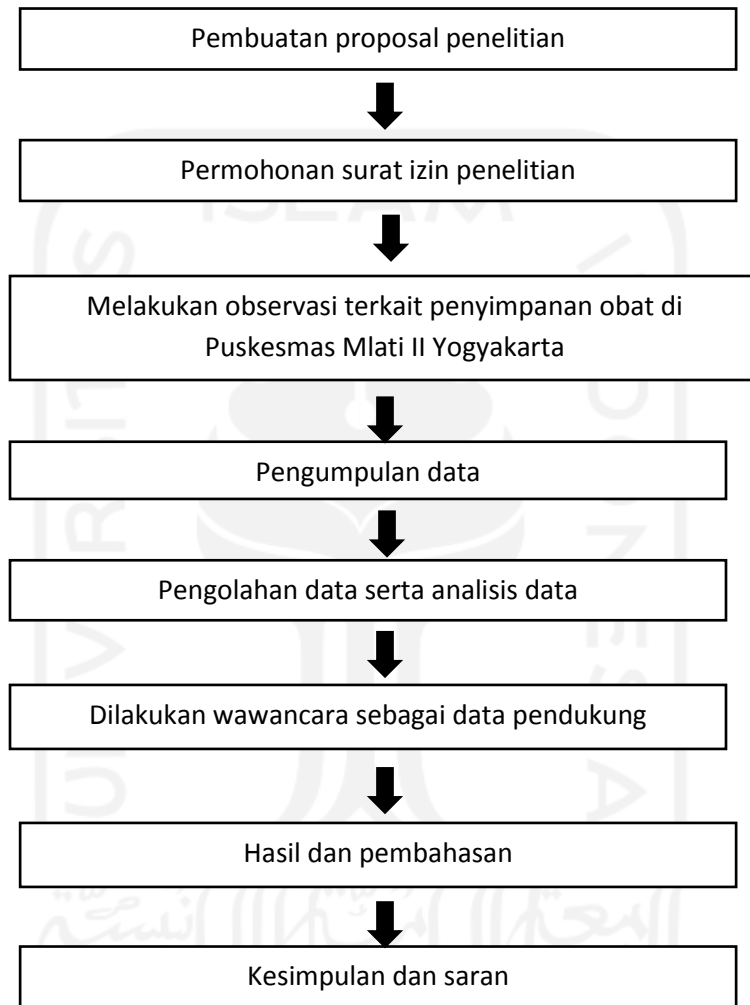 Pembuatan proposal penelitian
Permohonan surat izin penelitian
Melakukan observasi terkait penyimpanan obat di
Puskesmas Mlati II Yogyakarta
Pengumpulan data
Pengolahan data serta analisis data
Dilakukan wawancara sebagai data pendukung
Hasil dan pembahasan
Kesimpulan dan saran